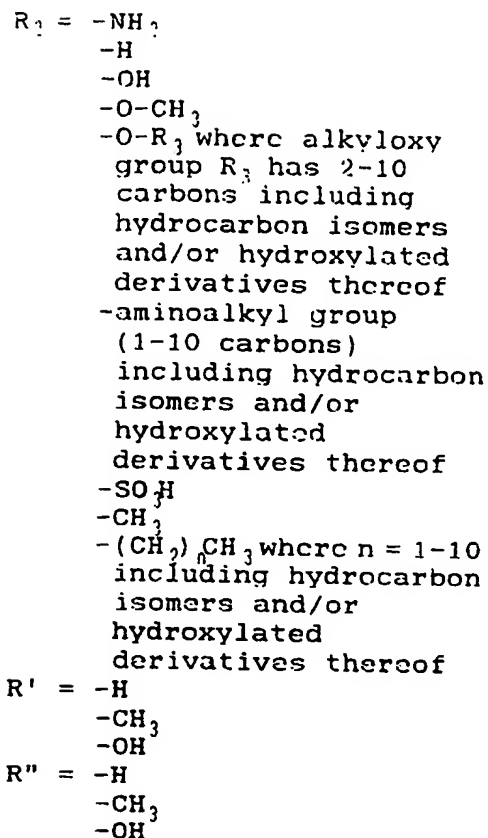 R₂ = -NH₂
-H
-OH
-O-CH₃
-O-R₃ where alkyloxy
group R₃ has 2-10
carbons including
hydrocarbon isomers
and/or hydroxylated
derivatives thereof
-aminoalkyl group
(1-10 carbons)
including hydrocarbon
isomers and/or
hydroxylated
derivatives thereof
-SO₃H
-CH₃
-(CH₂)ₙCH₃ where n = 1-10
including hydrocarbon
isomers and/or
hydroxylated
derivatives thereof
R' = -H
-CH₃
-OH
R" = -H
-CH₃
-OH